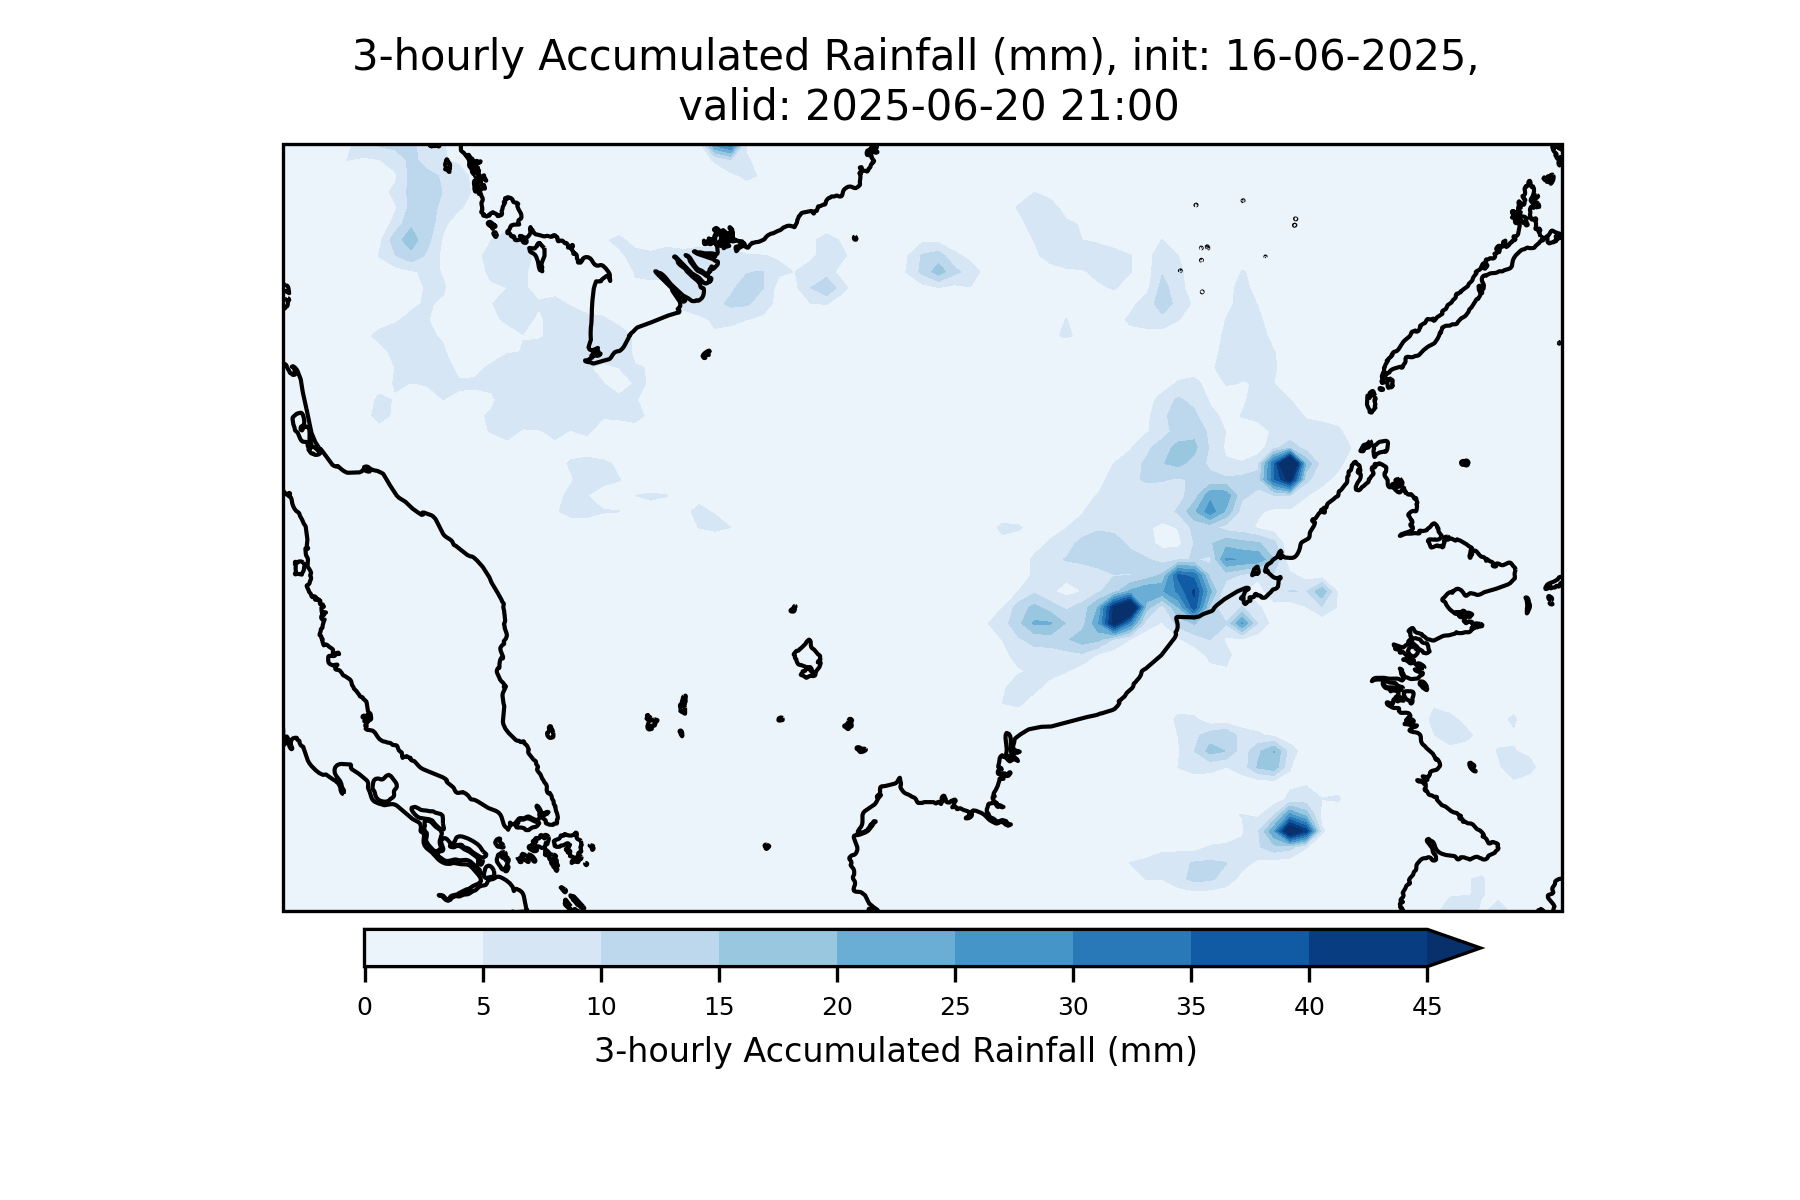 3-hourly Accumulated Rainfall (mm), init: 16-06-2025,
valid: 2025-06-20 21:00
0 5 10 15 20 25 30 35 40 45
3-hourly Accumulated Rainfall (mm)